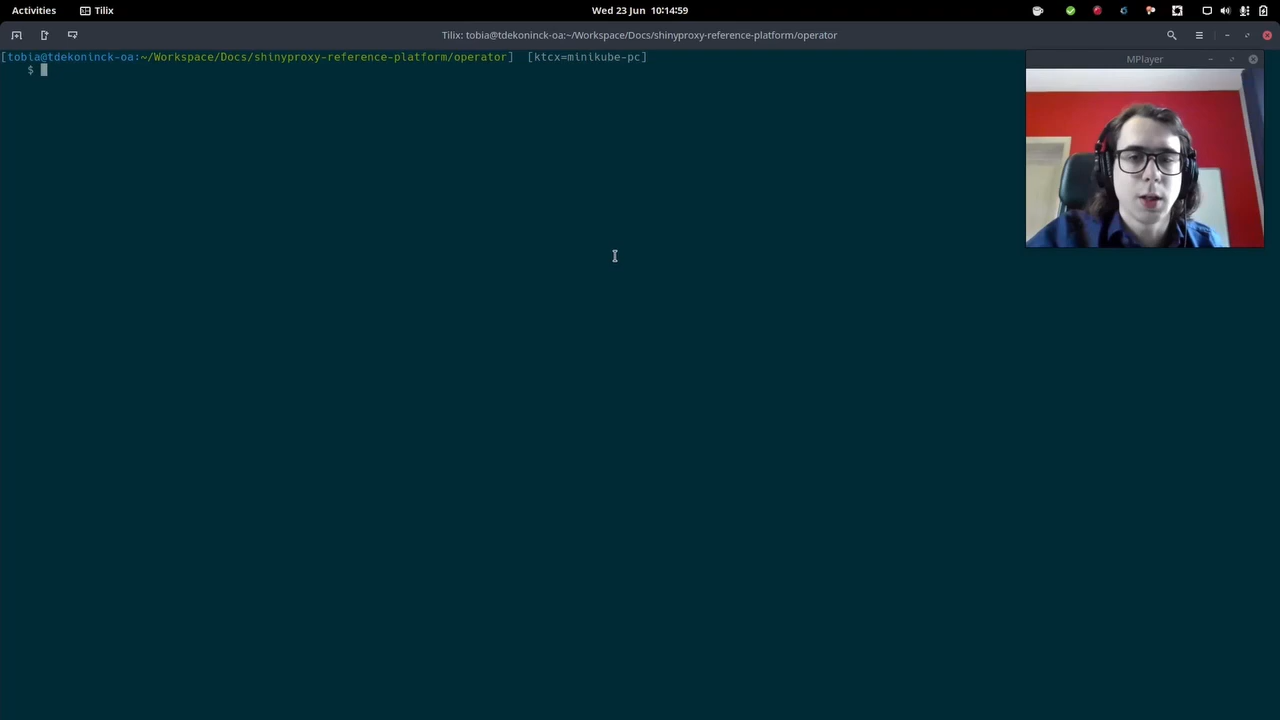 Activities Tilix Wed 23 Jun 10:14:59
Tilix: tobia@tdekoninck-oa:~/Workspace/Docs/shinyproxy-reference-platform/operator
[tobia@tdekoninck-oa:~/Workspace/Docs/shinyproxy-reference-platform/operator] [ktcx=minikube-pc]
$
MPlayer